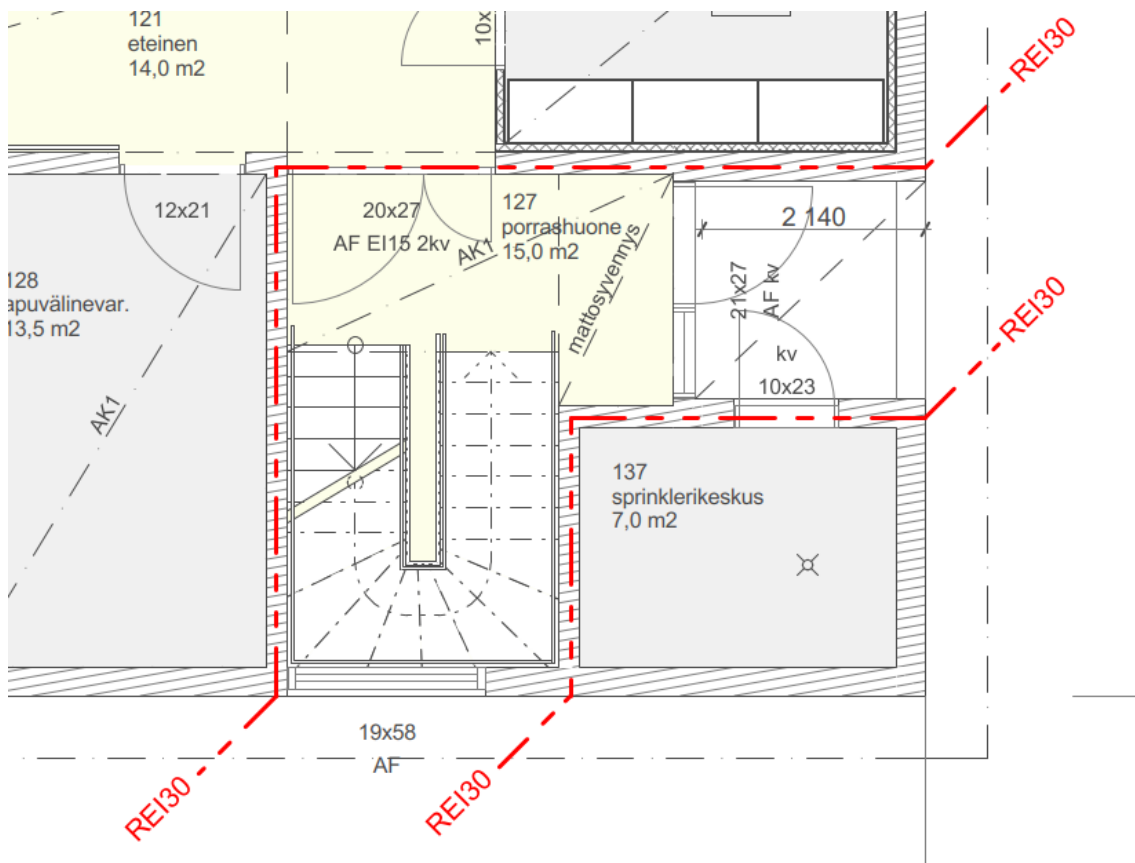 121
eteinen
14,0 m2
10x
REI30
12x21
20x27
AF EI15 2kv
127
porrashuone
15,0 m2
AK1
mattosyvennys
2 140
21x27
AF kv
REI30
128
apuvälinevar.
13,5 m2
AK1
kv
10x23
137
sprinklerikeskus
7,0 m2
19x58
AF
REI30
REI30